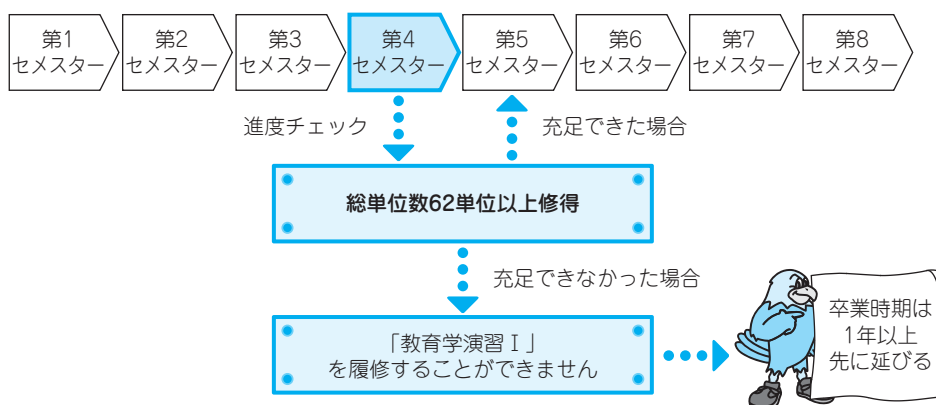 第1
セメスター
第2
セメスター
第3
セメスター
第4
セメスター
第5
セメスター
第6
セメスター
第7
セメスター
第8
セメスター
進度チェック
充足できた場合
総単位数62単位以上修得
充足できなかった場合
「教育学演習Ⅰ」
を履修することができません
卒業時期は
1年以上
先に延びる